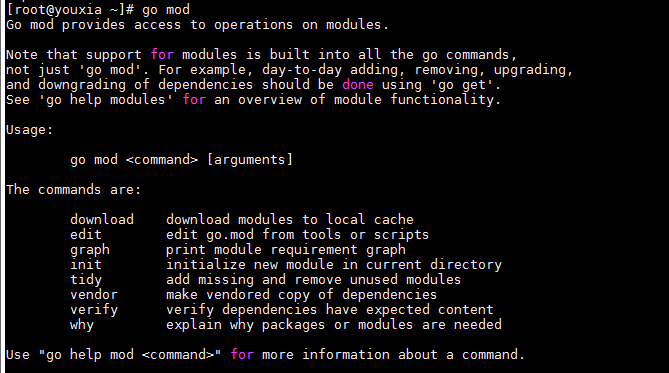 [root@youxia ~]# go mod
Go mod provides access to operations on modules.
Note that support for modules is built into all the go commands,
not just 'go mod'. For example, day-to-day adding, removing, upgrading,
and downgrading of dependencies should be done using 'go get'.
See 'go help modules' for an overview of module functionality.
Usage:
go mod <command> [arguments]
The commands are:
download    download modules to local cache
edit        edit go.mod from tools or scripts
graph       print module requirement graph
init        initialize new module in current directory
tidy        add missing and remove unused modules
vendor      make vendored copy of dependencies
verify      verify dependencies have expected content
why         explain why packages or modules are needed
Use "go help mod <command>" for more information about a command.